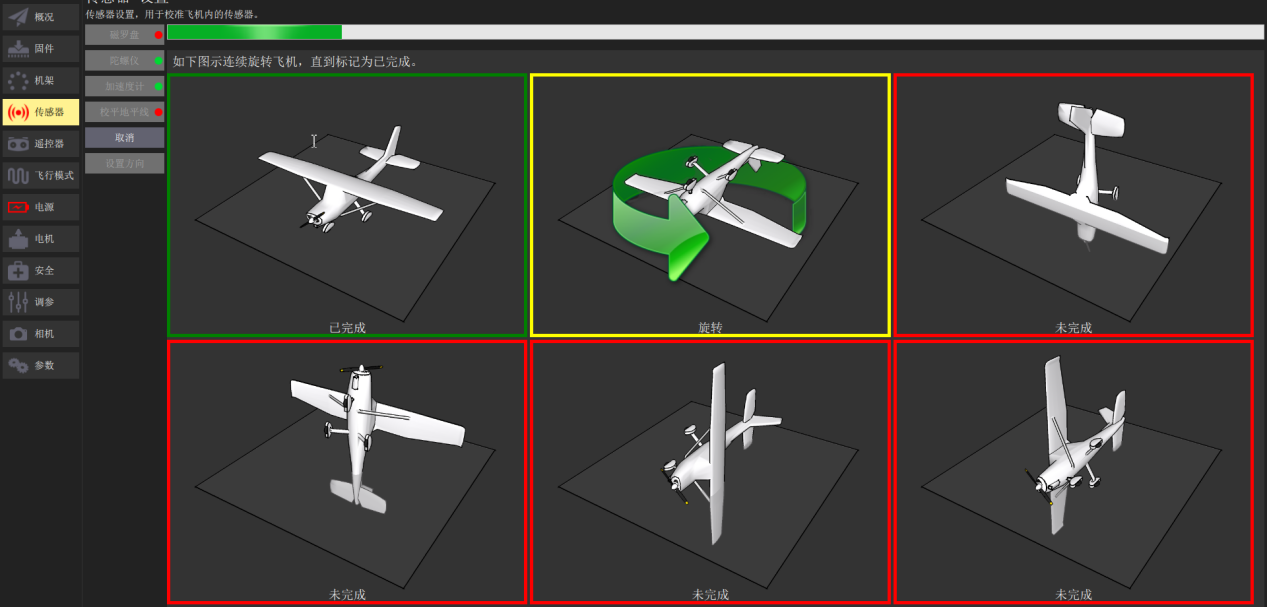 传感器 设置
传感器设置，用于校准飞机内的传感器。
概况
固件
机架
传感器
遥控器
飞行模式
电源
电机
安全
调参
相机
参数
磁罗盘
陀螺仪
加速度计
校平地平线
取消
设置方向
如下图示连续旋转飞机，直到标记为已完成。
已完成
旋转
未完成
未完成
未完成
未完成